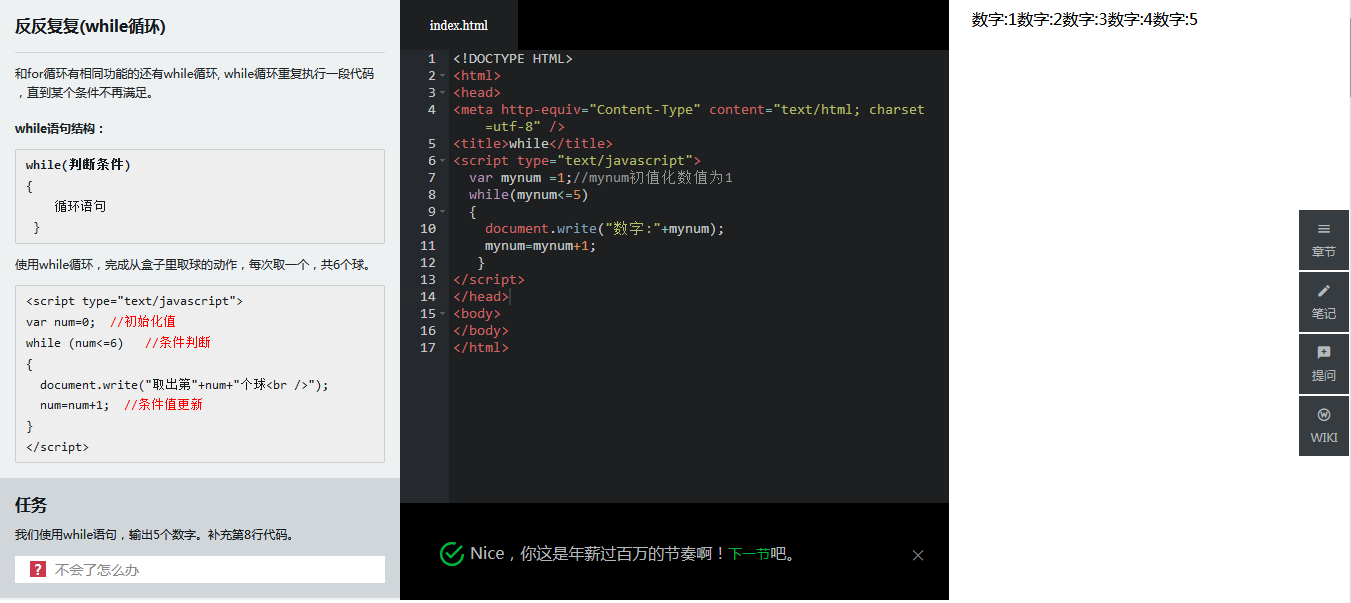 反反复复(while循环)
和for循环有相同功能的还有while循环, while循环重复执行一段代码
，直到某个条件不再满足。
while语句结构：
while(判断条件)
{
循环语句
}
使用while循环，完成从盒子里取球的动作，每次取一个，共6个球。
<script type="text/javascript">
var num=0;  //初始化值
while (num<=6)   //条件判断
{
document.write("取出第"+num+"个球<br />");
num=num+1;  //条件值更新
}
</script>
任务
我们使用while语句，输出5个数字。补充第8行代码。
? 不会了怎么办
index.html
1 <!DOCTYPE HTML>
2 <html>
3 <head>
4 <meta http-equiv="Content-Type" content="text/html; charset
=utf-8" />
5 <title>while</title>
6 <script type="text/javascript">
7 var mynum =1;//mynum初值化数值为1
8 while(mynum<=5)
9 {
10 document.write("数字:"+mynum);
11 mynum=mynum+1;
12 }
13 </script>
14 </head>
15 <body>
16 </body>
17 </html>
Nice，你这是年薪过百万的节奏啊！下一节吧。
数字:1数字:2数字:3数字:4数字:5
章节
笔记
提问
WIKI